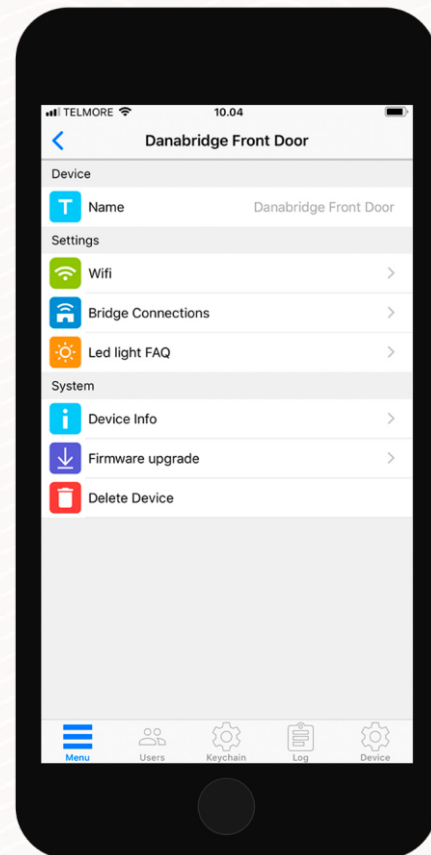 TELMORE 10.04
Danabridge Front Door
Device
T Name Danabridge Front Door
Settings
Wifi
Bridge Connections
Led light FAQ
System
i Device Info
Firmware upgrade
Delete Device
Menu Users Keychain Log Device